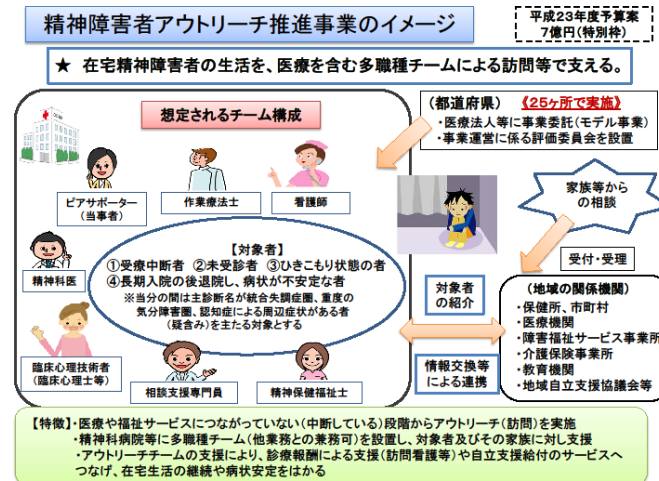 精神障害者アウトリーチ推進事業のイメージ
平成23年度予算案
7億円(特別枠)
★ 在宅精神障害者の生活を、医療を含む多職種チームによる訪問等で支える。
想定されるチーム構成
(都道府県) 《25ヶ所で実施》
・医療法人等に事業委託(モデル事業)
・事業運営に係る評価委員会を設置
ピアサポーター
(当事者)
作業療法士
看護師
家族等から
の相談
精神科医
【対象者】
①受療中断者 ②未受診者 ③ひきこもり状態の者
④長期入院の後退院し、病状が不安定な者
※当分の間は主診断名が統合失調症圏、重度の
気分障害圏、認知症による周辺症状がある者
(疑含み)を主たる対象とする
受付・受理
対象者
の紹介
(地域の関係機関)
・保健所、市町村
・医療機関
・障害福祉サービス事業所
・介護保険事業所
・教育機関
・地域自立支援協議会等
情報交換等
による連携
臨床心理技術者
(臨床心理士等)
相談支援専門員
精神保健福祉士
【特徴】・医療や福祉サービスにつながっていない(中断している)段階からアウトリーチ(訪問)を実施
・精神科病院等に多職種チーム(他業務との兼務可)を設置し、対象者及びその家族に対し支援
・アウトリーチチームの支援により、診療報酬による支援(訪問看護等)や自立支援給付のサービスへ
つなげ、在宅生活の継続や病状安定をはかる